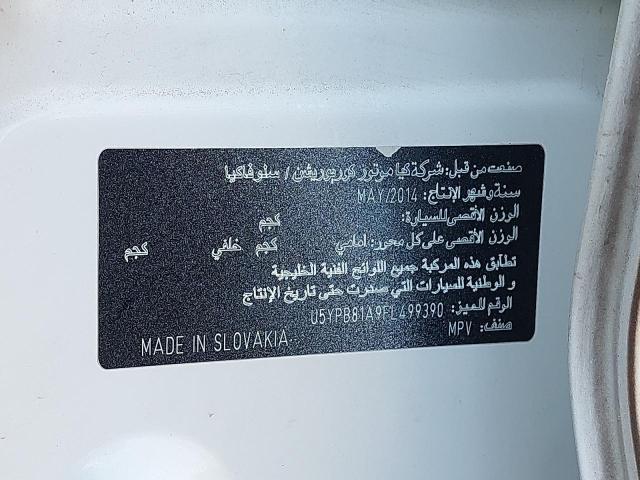 صنعت من قبل: شركة كيا موتورز كوربوريشن / سلوفاكيا
سنة وشهر الإنتاج: MAY/2014
الوزن الأقصى للسيارة: كجم
الوزن الأقصى على كل محور: امامي: كجم خلفي كجم
تطابق هذه المركبة جميع اللوائح الفنية الخليجية
و الوطنية للسيارات التي صدرت حتى تاريخ الإنتاج
الرقم المميز: U5YPB81A9FL499390
صنف: MPV
MADE IN SLOVAKIA